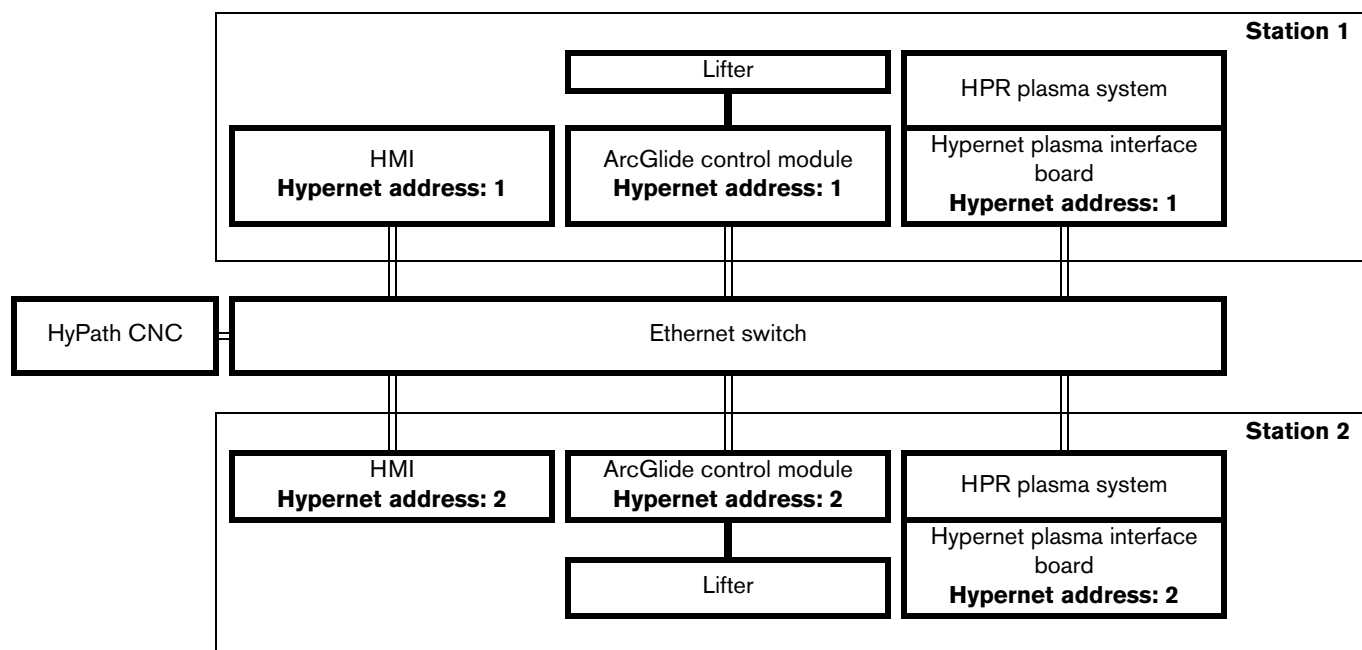 Station 1
Lifter
HPR plasma system
HMI
Hypernet address: 1
ArcGlide control module
Hypernet address: 1
Hypernet plasma interface
board
Hypernet address: 1
HyPath CNC
Ethernet switch
Station 2
HMI
Hypernet address: 2
ArcGlide control module
Hypernet address: 2
HPR plasma system
Lifter
Hypernet plasma interface
board
Hypernet address: 2